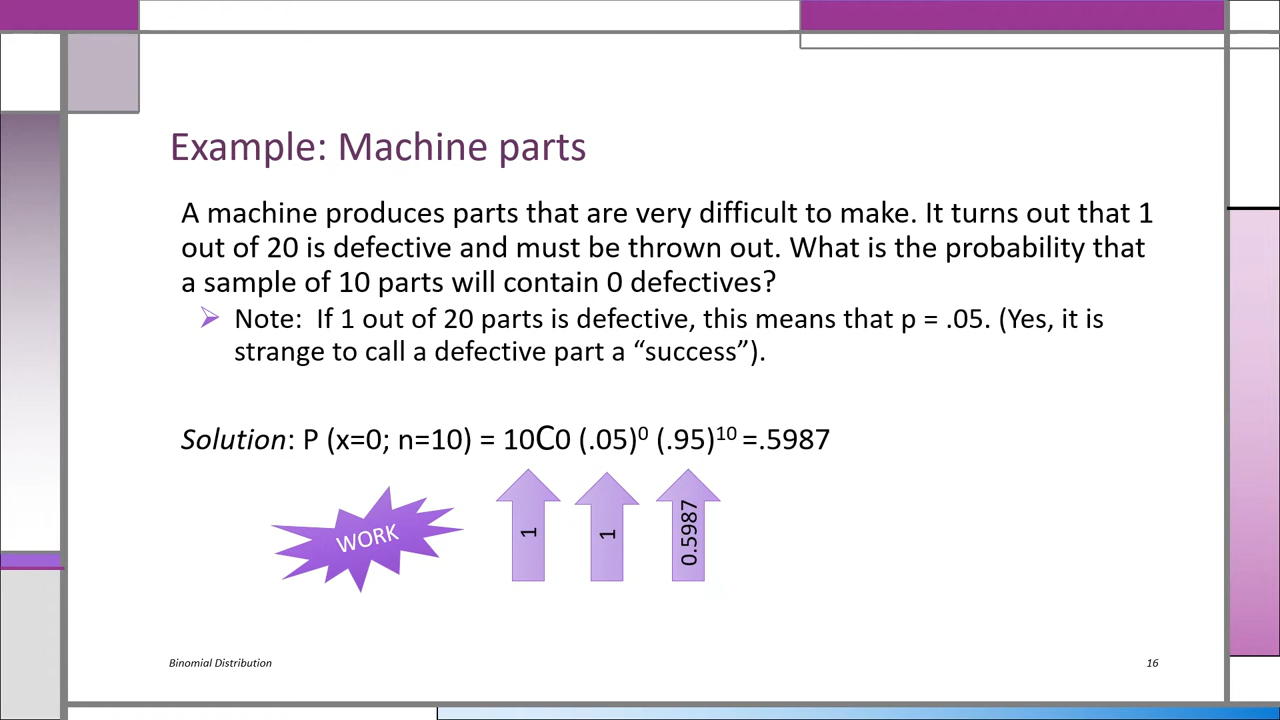 Example: Machine parts
A machine produces parts that are very difficult to make. It turns out that 1
out of 20 is defective and must be thrown out. What is the probability that
a sample of 10 parts will contain 0 defectives?
Note:  If 1 out of 20 parts is defective, this means that p = .05. (Yes, it is
strange to call a defective part a “success”).
Solution: P (x=0; n=10) = 10C0 (.05)⁰ (.95)¹⁰ =.5987
WORK
1
1
0.5987
Binomial Distribution
16